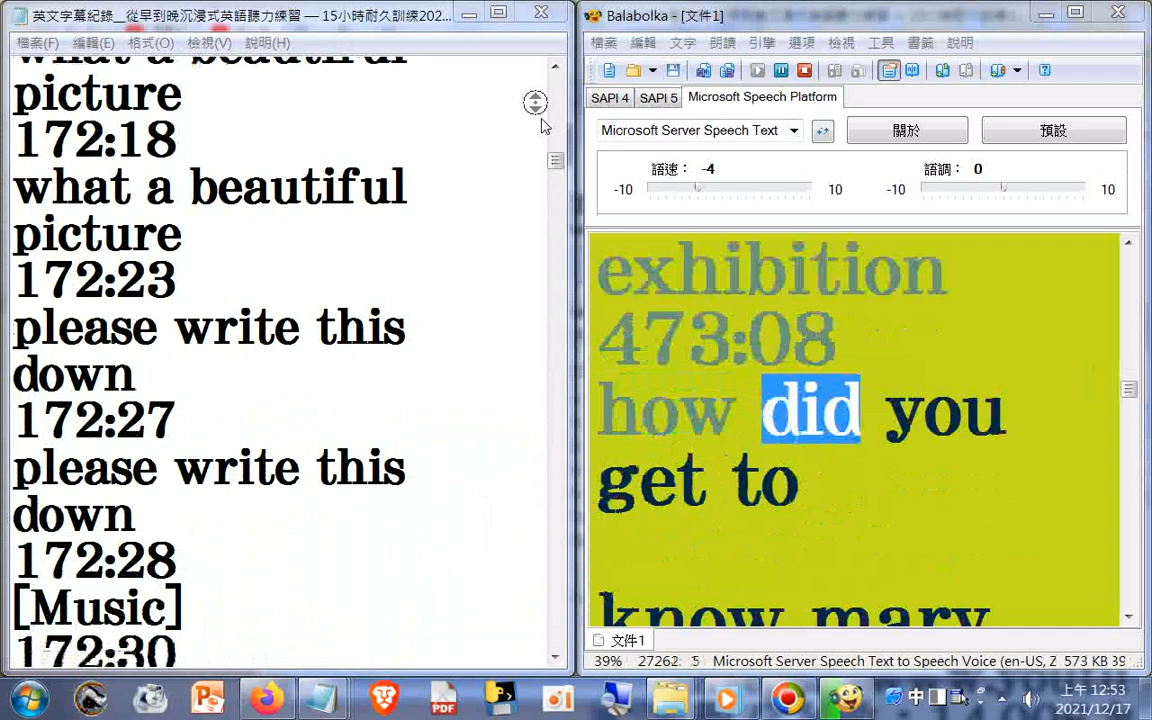 英文字幕紀錄__從早到晚沉浸式英語聽力練習 — 15小時耐久訓練202...
檔案(F) 編輯(E) 格式(O) 檢視(V) 說明(H)
what a beautiful
picture
172:18
what a beautiful
picture
172:23
please write this
down
172:27
please write this
down
172:28
[Music]
172:30
Balabolka - [文件1]
檔案 編輯 文字 朗讀 引擎 選項 檢視 工具 書籤 說明
SAPI 4 SAPI 5 Microsoft Speech Platform
Microsoft Server Speech Text 關於 預設
語速： -4 語調： 0
-10 10 -10 10
exhibition
473:08
how did you
get to
know mary
文件1
39% 27262: 5 Microsoft Server Speech Text to Speech Voice (en-US, Z 573 KB 39
PDF
中
上午 12:53
2021/12/17